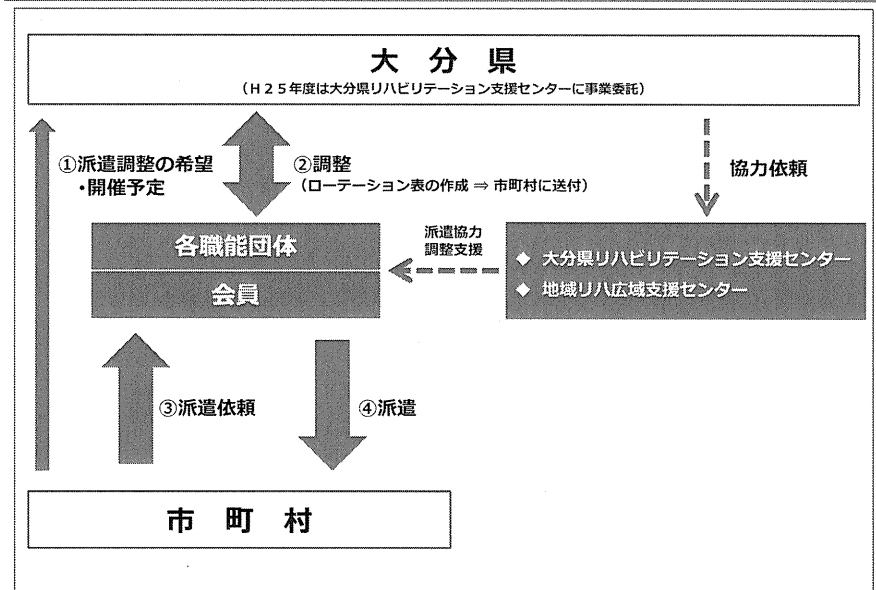 大分県
（Ｈ２５年度は大分県リハビリテーション支援センターに事業委託）
①派遣調整の希望
・開催予定
②調整
（ローテーション表の作成 ⇒ 市町村に送付）
協力依頼
各職能団体
会員
派遣協力
調整支援
◆ 大分県リハビリテーション支援センター
◆ 地域リハ広域支援センター
③派遣依頼
④派遣
市町村